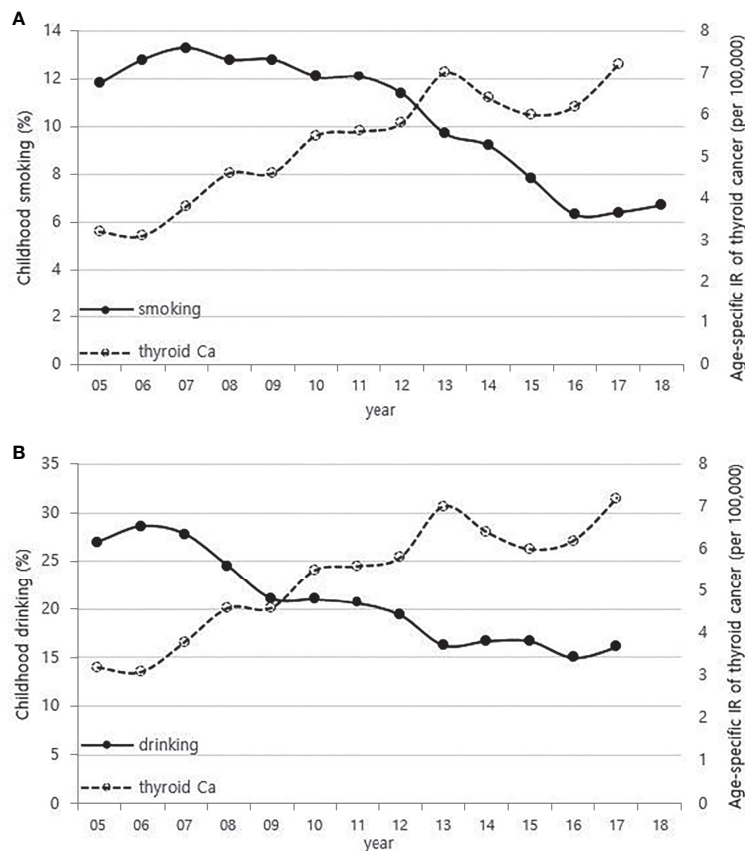 A
Childhood smoking (%)
14
12
10
8
6
4
2
0
8
7
6
5
4
3
2
1
0
Age-specific IR of thyroid cancer (per 100,000)
smoking
thyroid Ca
05 06 07 08 09 10 11 12 13 14 15 16 17 18
year
B
Childhood drinking (%)
35
30
25
20
15
10
5
0
8
7
6
5
4
3
2
1
0
Age-specific IR of thyroid cancer (per 100,000)
drinking
thyroid Ca
05 06 07 08 09 10 11 12 13 14 15 16 17 18
year